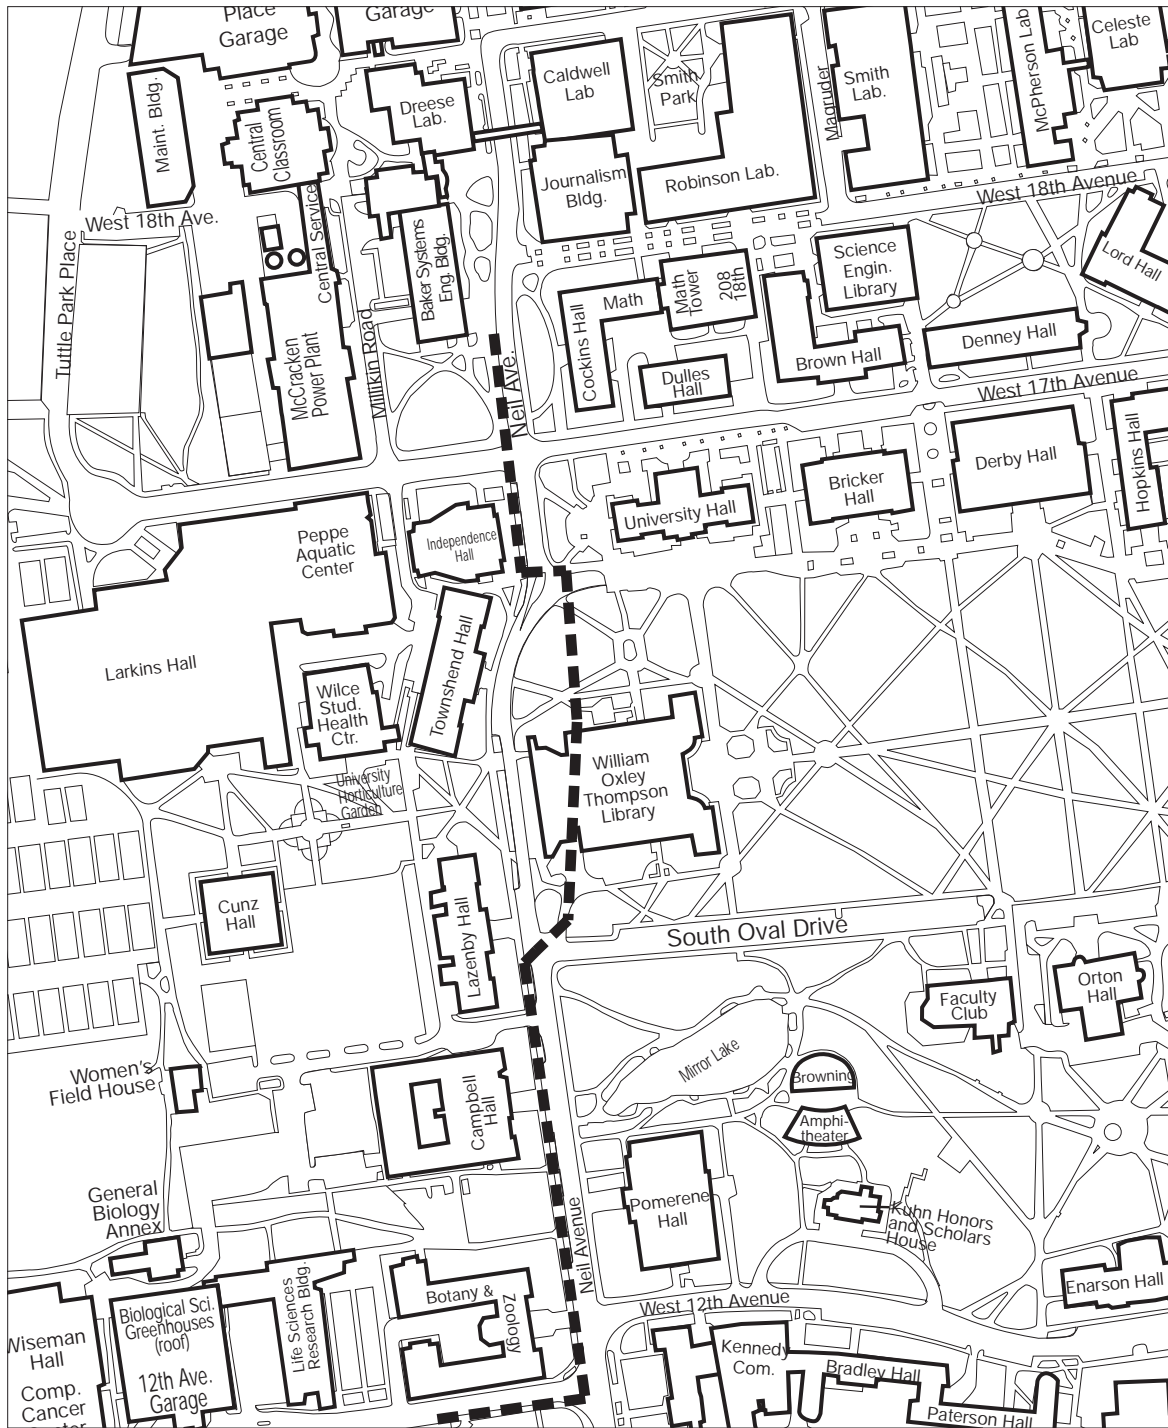 Place
Garage
Garage
Celeste
Lab
McPherson Lab
Caldwell
Lab
Smith
Park
Magruder
Smith
Lab.
Dreese
Lab.
Maint. Bldg.
Central
Classroom
Journalism
Bldg.
Robinson Lab.
West 18th Avenue
West 18th Ave.
Central Service
Baker Systems
Eng. Bldg.
Science
Engin.
Library
Lord Hall
Tuttle Park Place
Math
Math
Tower
208
18th
Cockins Hall
Millikin Road
McCracken
Power Plant
Neil Ave.
Dulles
Hall
Brown Hall
Denney Hall
West 17th Avenue
Hopkins Hall
Derby Hall
Bricker
Hall
University Hall
Independence
Hall
Peppe
Aquatic
Center
Larkins Hall
Townshend Hall
Wilce
Stud.
Health
Ctr.
University
Horticulture
Garden
William
Oxley
Thompson
Library
Cunz
Hall
Lazenby Hall
South Oval Drive
Faculty
Club
Orton
Hall
Mirror Lake
Women's
Field House
Browning
Amphi-
theater
Campbell
Hall
General
Biology
Annex
Pomerene
Hall
Kuhn Honors
and Scholars
House
Neil Avenue
Enarson Hall
West 12th Avenue
Botany &
Zoology
Life Sciences
Research Bldg.
Biological Sci.
Greenhouses
(roof)
12th Ave.
Garage
Wiseman
Hall
Comp.
Cancer
Kennedy
Com.
Bradley Hall
Paterson Hall